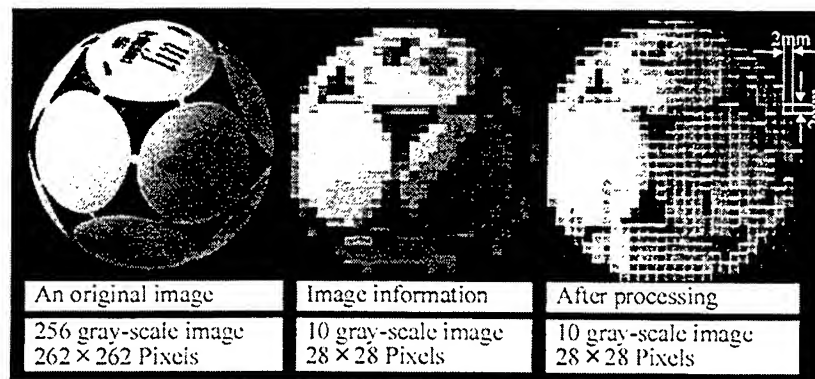 2mm
An original image
Image information
After processing
256 gray-scale image
262 × 262 Pixels
10 gray-scale image
28 × 28 Pixels
10 gray-scale image
28 × 28 Pixels